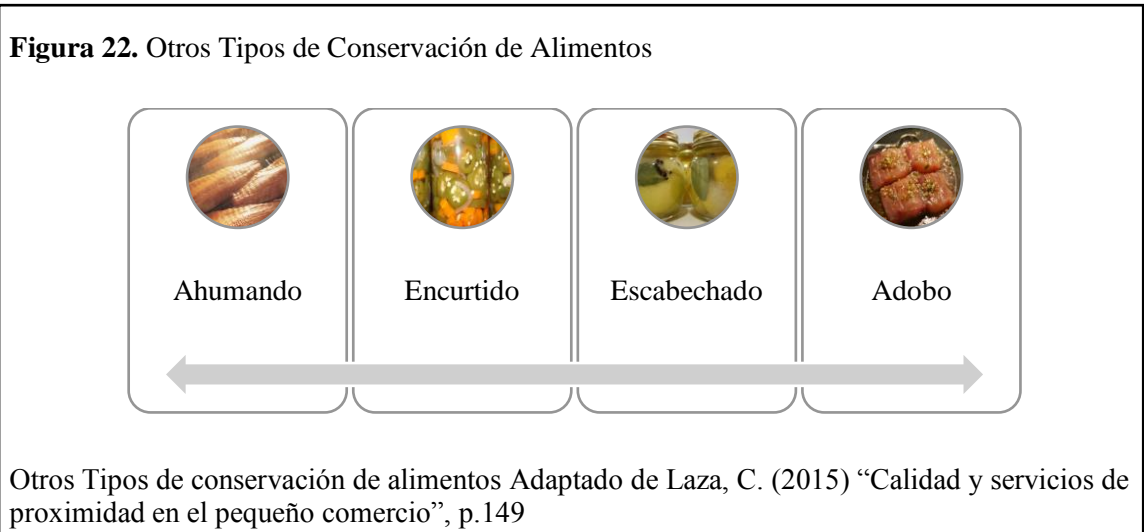 Figura 22. Otros Tipos de Conservación de Alimentos
Ahumando
Encurtido
Escabechado
Adobo
Otros Tipos de conservación de alimentos Adaptado de Laza, C. (2015) “Calidad y servicios de
proximidad en el pequeño comercio”, p.149